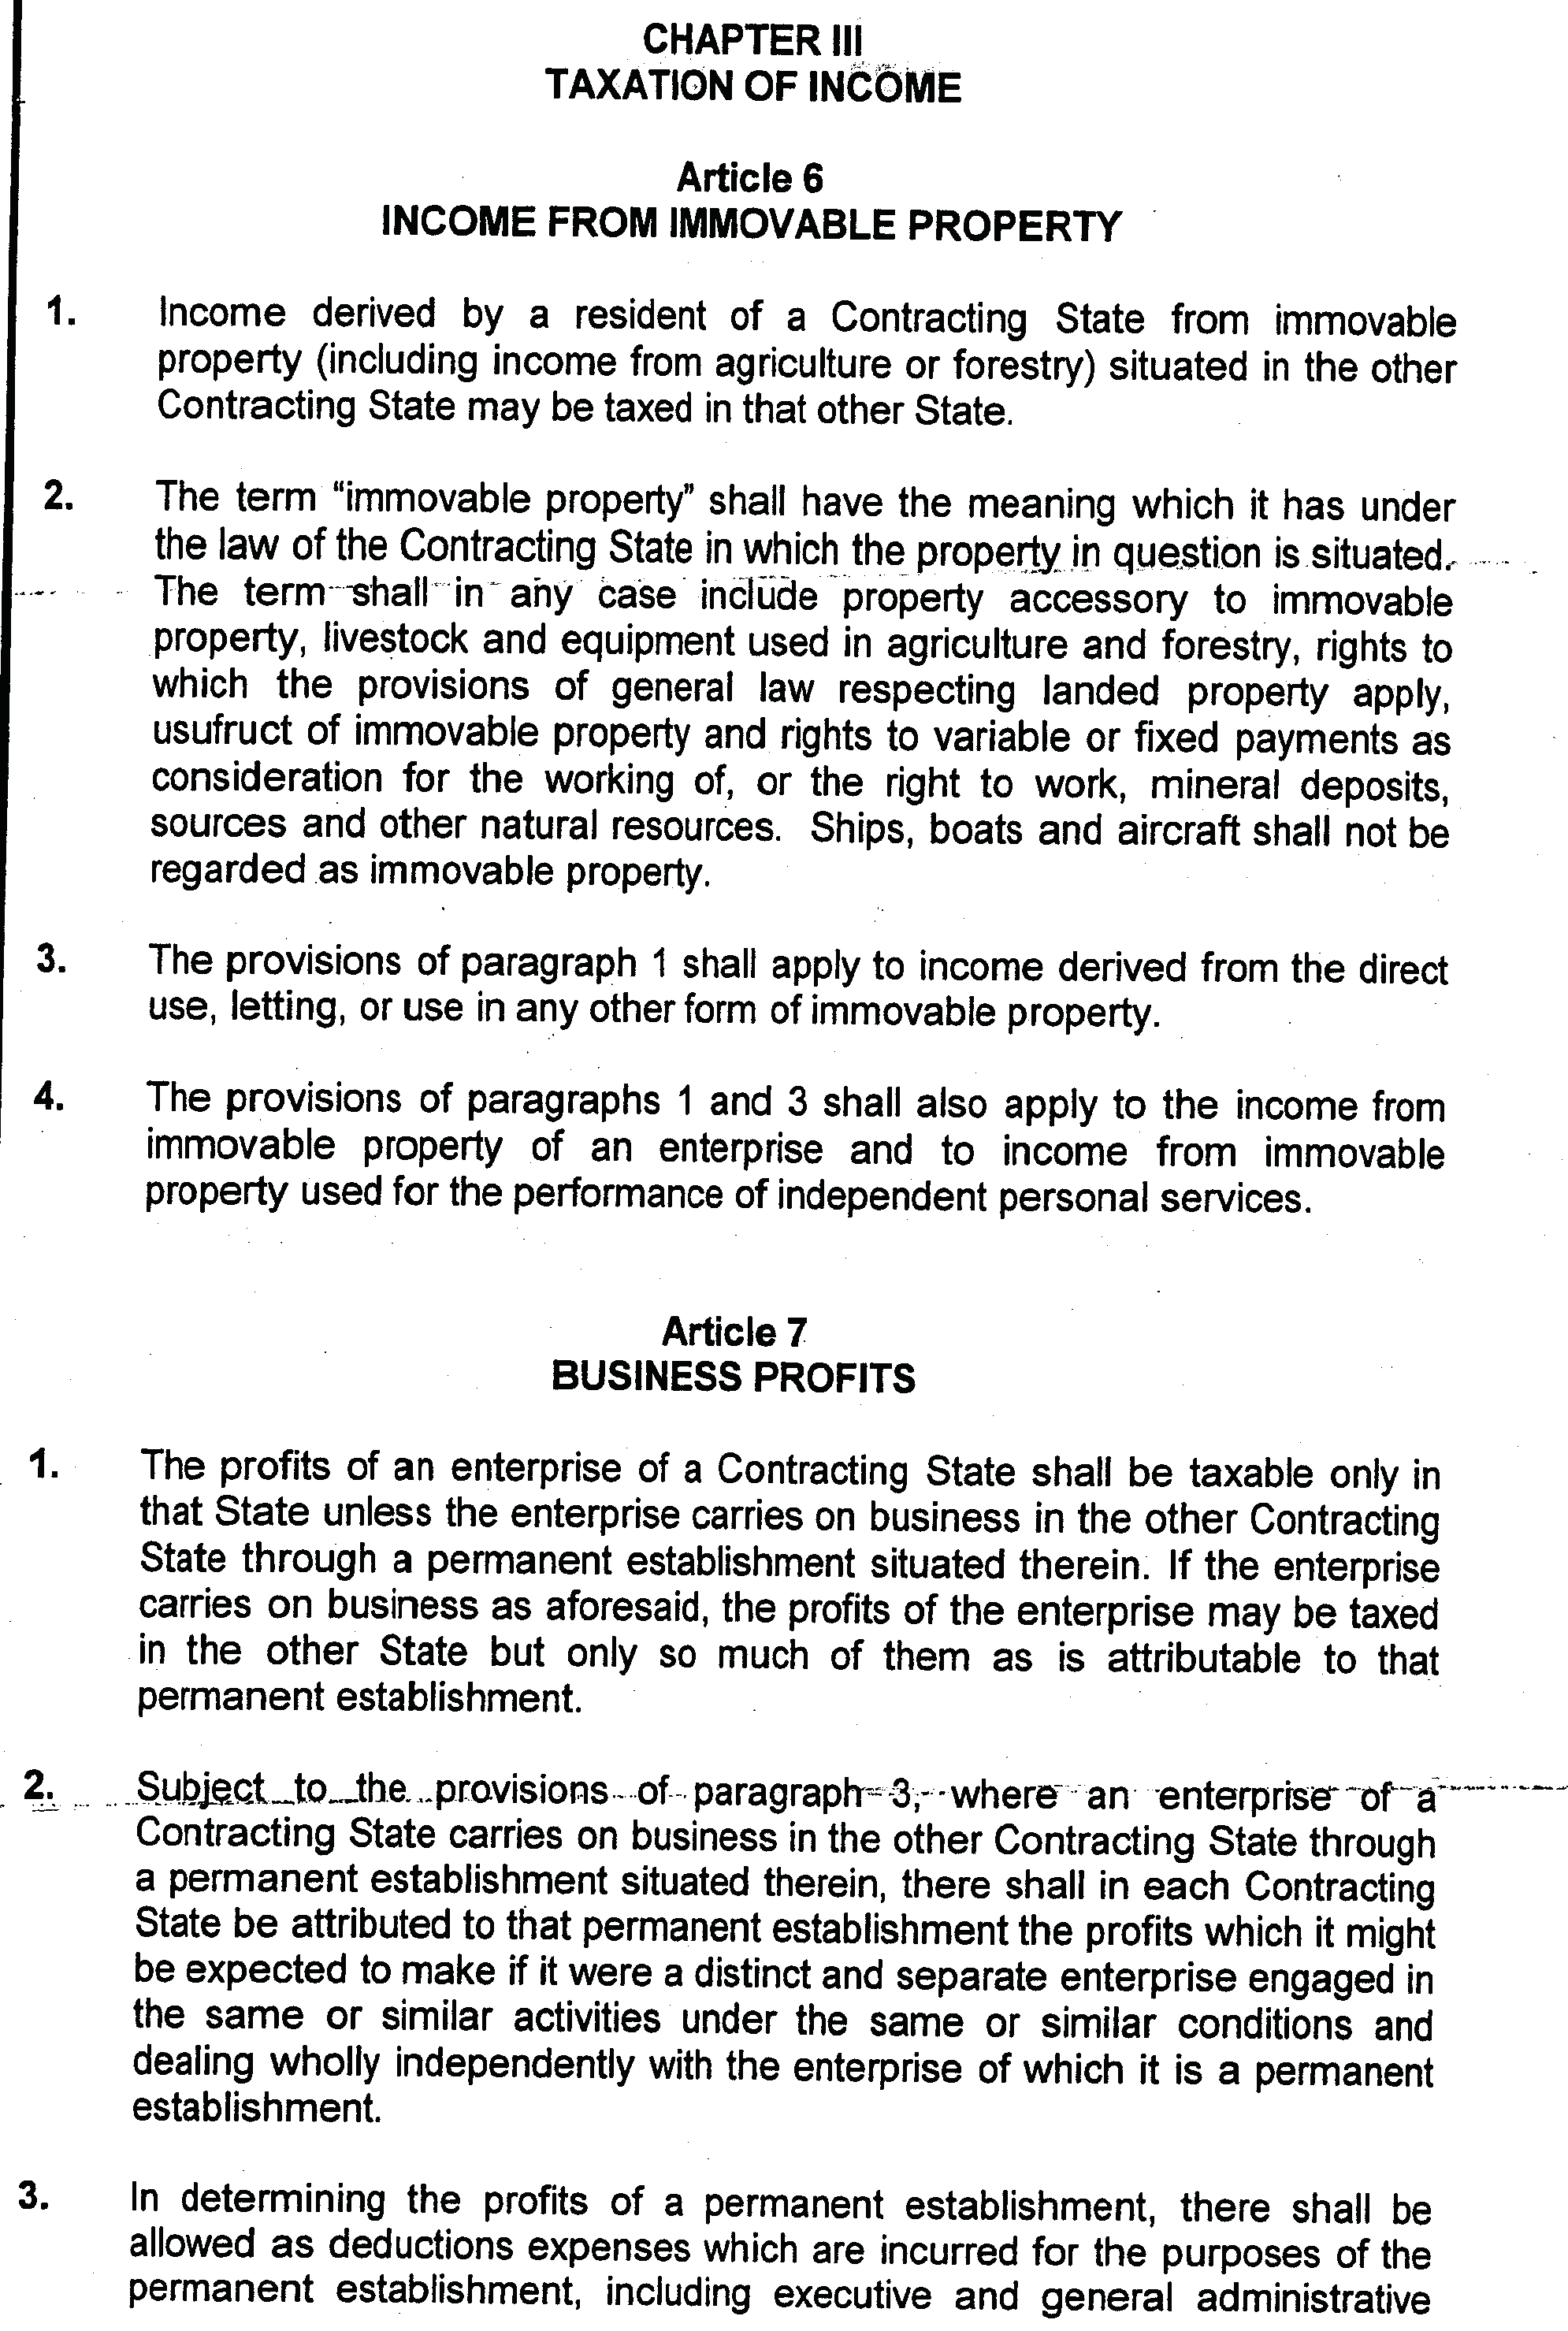 CHAPTER III
TAXATION OF INCOME
Article 6
INCOME FROM IMMOVABLE PROPERTY
1. Income derived by a resident of a Contracting State from immovable
property (including income from agriculture or forestry) situated in the other
Contracting State may be taxed in that other State.
2. The term “immovable property” shall have the meaning which it has under
the law of the Contracting State in which the property in question is situated.
The term shall in any case include property accessory to immovable
property, livestock and equipment used in agriculture and forestry, rights to
which the provisions of general law respecting landed property apply,
usufruct of immovable property and rights to variable or fixed payments as
consideration for the working of, or the right to work, mineral deposits,
sources and other natural resources. Ships, boats and aircraft shall not be
regarded as immovable property.
3. The provisions of paragraph 1 shall apply to income derived from the direct
use, letting, or use in any other form of immovable property.
4. The provisions of paragraphs 1 and 3 shall also apply to the income from
immovable property of an enterprise and to income from immovable
property used for the performance of independent personal services.
Article 7
BUSINESS PROFITS
1. The profits of an enterprise of a Contracting State shall be taxable only in
that State unless the enterprise carries on business in the other Contracting
State through a permanent establishment situated therein. If the enterprise
carries on business as aforesaid, the profits of the enterprise may be taxed
in the other State but only so much of them as is attributable to that
permanent establishment.
2. Subject to the provisions of paragraph 3, where an enterprise of a
Contracting State carries on business in the other Contracting State through
a permanent establishment situated therein, there shall in each Contracting
State be attributed to that permanent establishment the profits which it might
be expected to make if it were a distinct and separate enterprise engaged in
the same or similar activities under the same or similar conditions and
dealing wholly independently with the enterprise of which it is a permanent
establishment.
3. In determining the profits of a permanent establishment, there shall be
allowed as deductions expenses which are incurred for the purposes of the
permanent establishment, including executive and general administrative